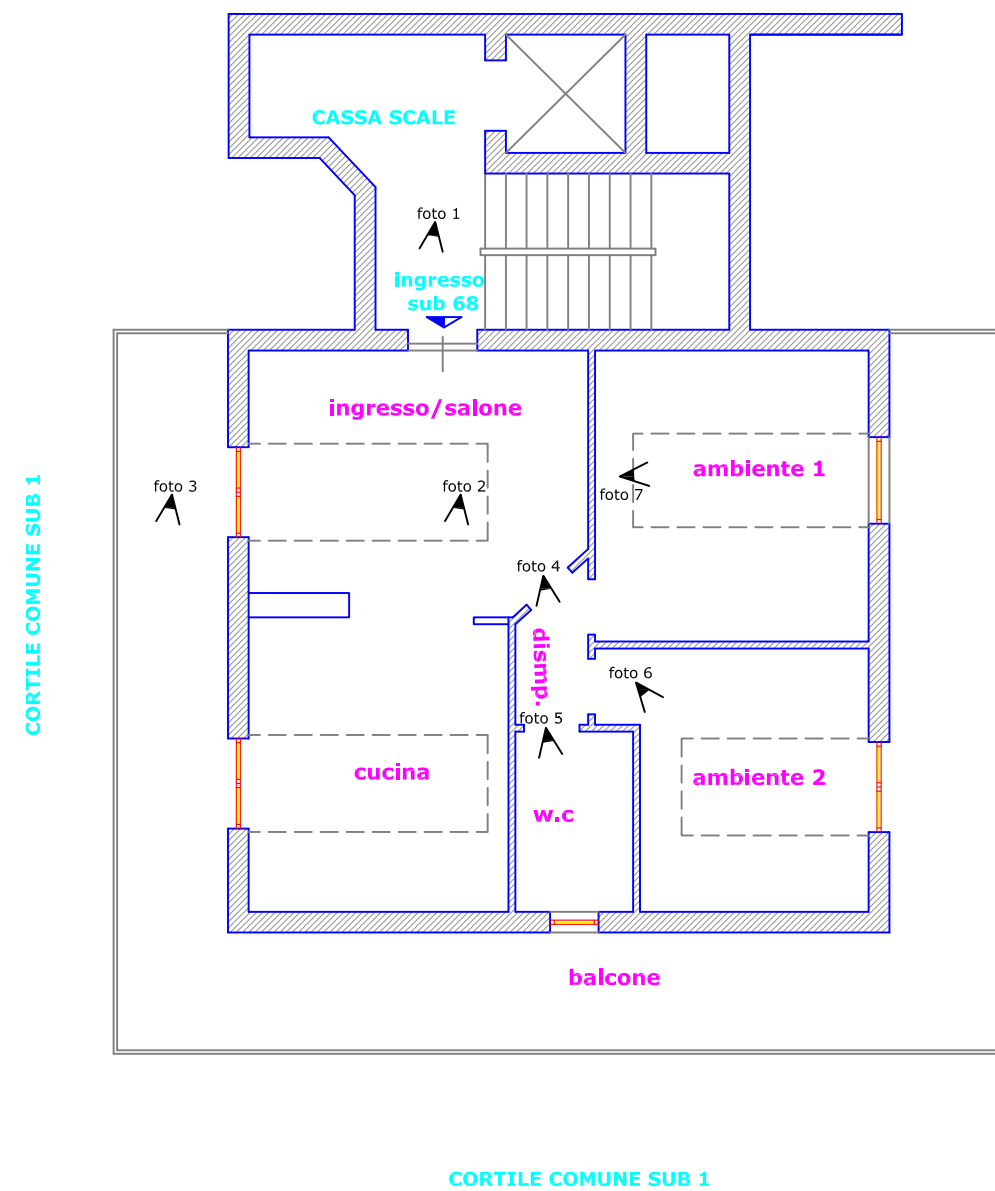 CASSA SCALE
foto 1
ingresso
sub 68
ingresso/salone
ambiente 1
foto 3
foto 2
foto 7
CORTILE COMUNE SUB 1
foto 4
disimp.
foto 6
foto 5
cucina
ambiente 2
w.c
balcone
CORTILE COMUNE SUB 1